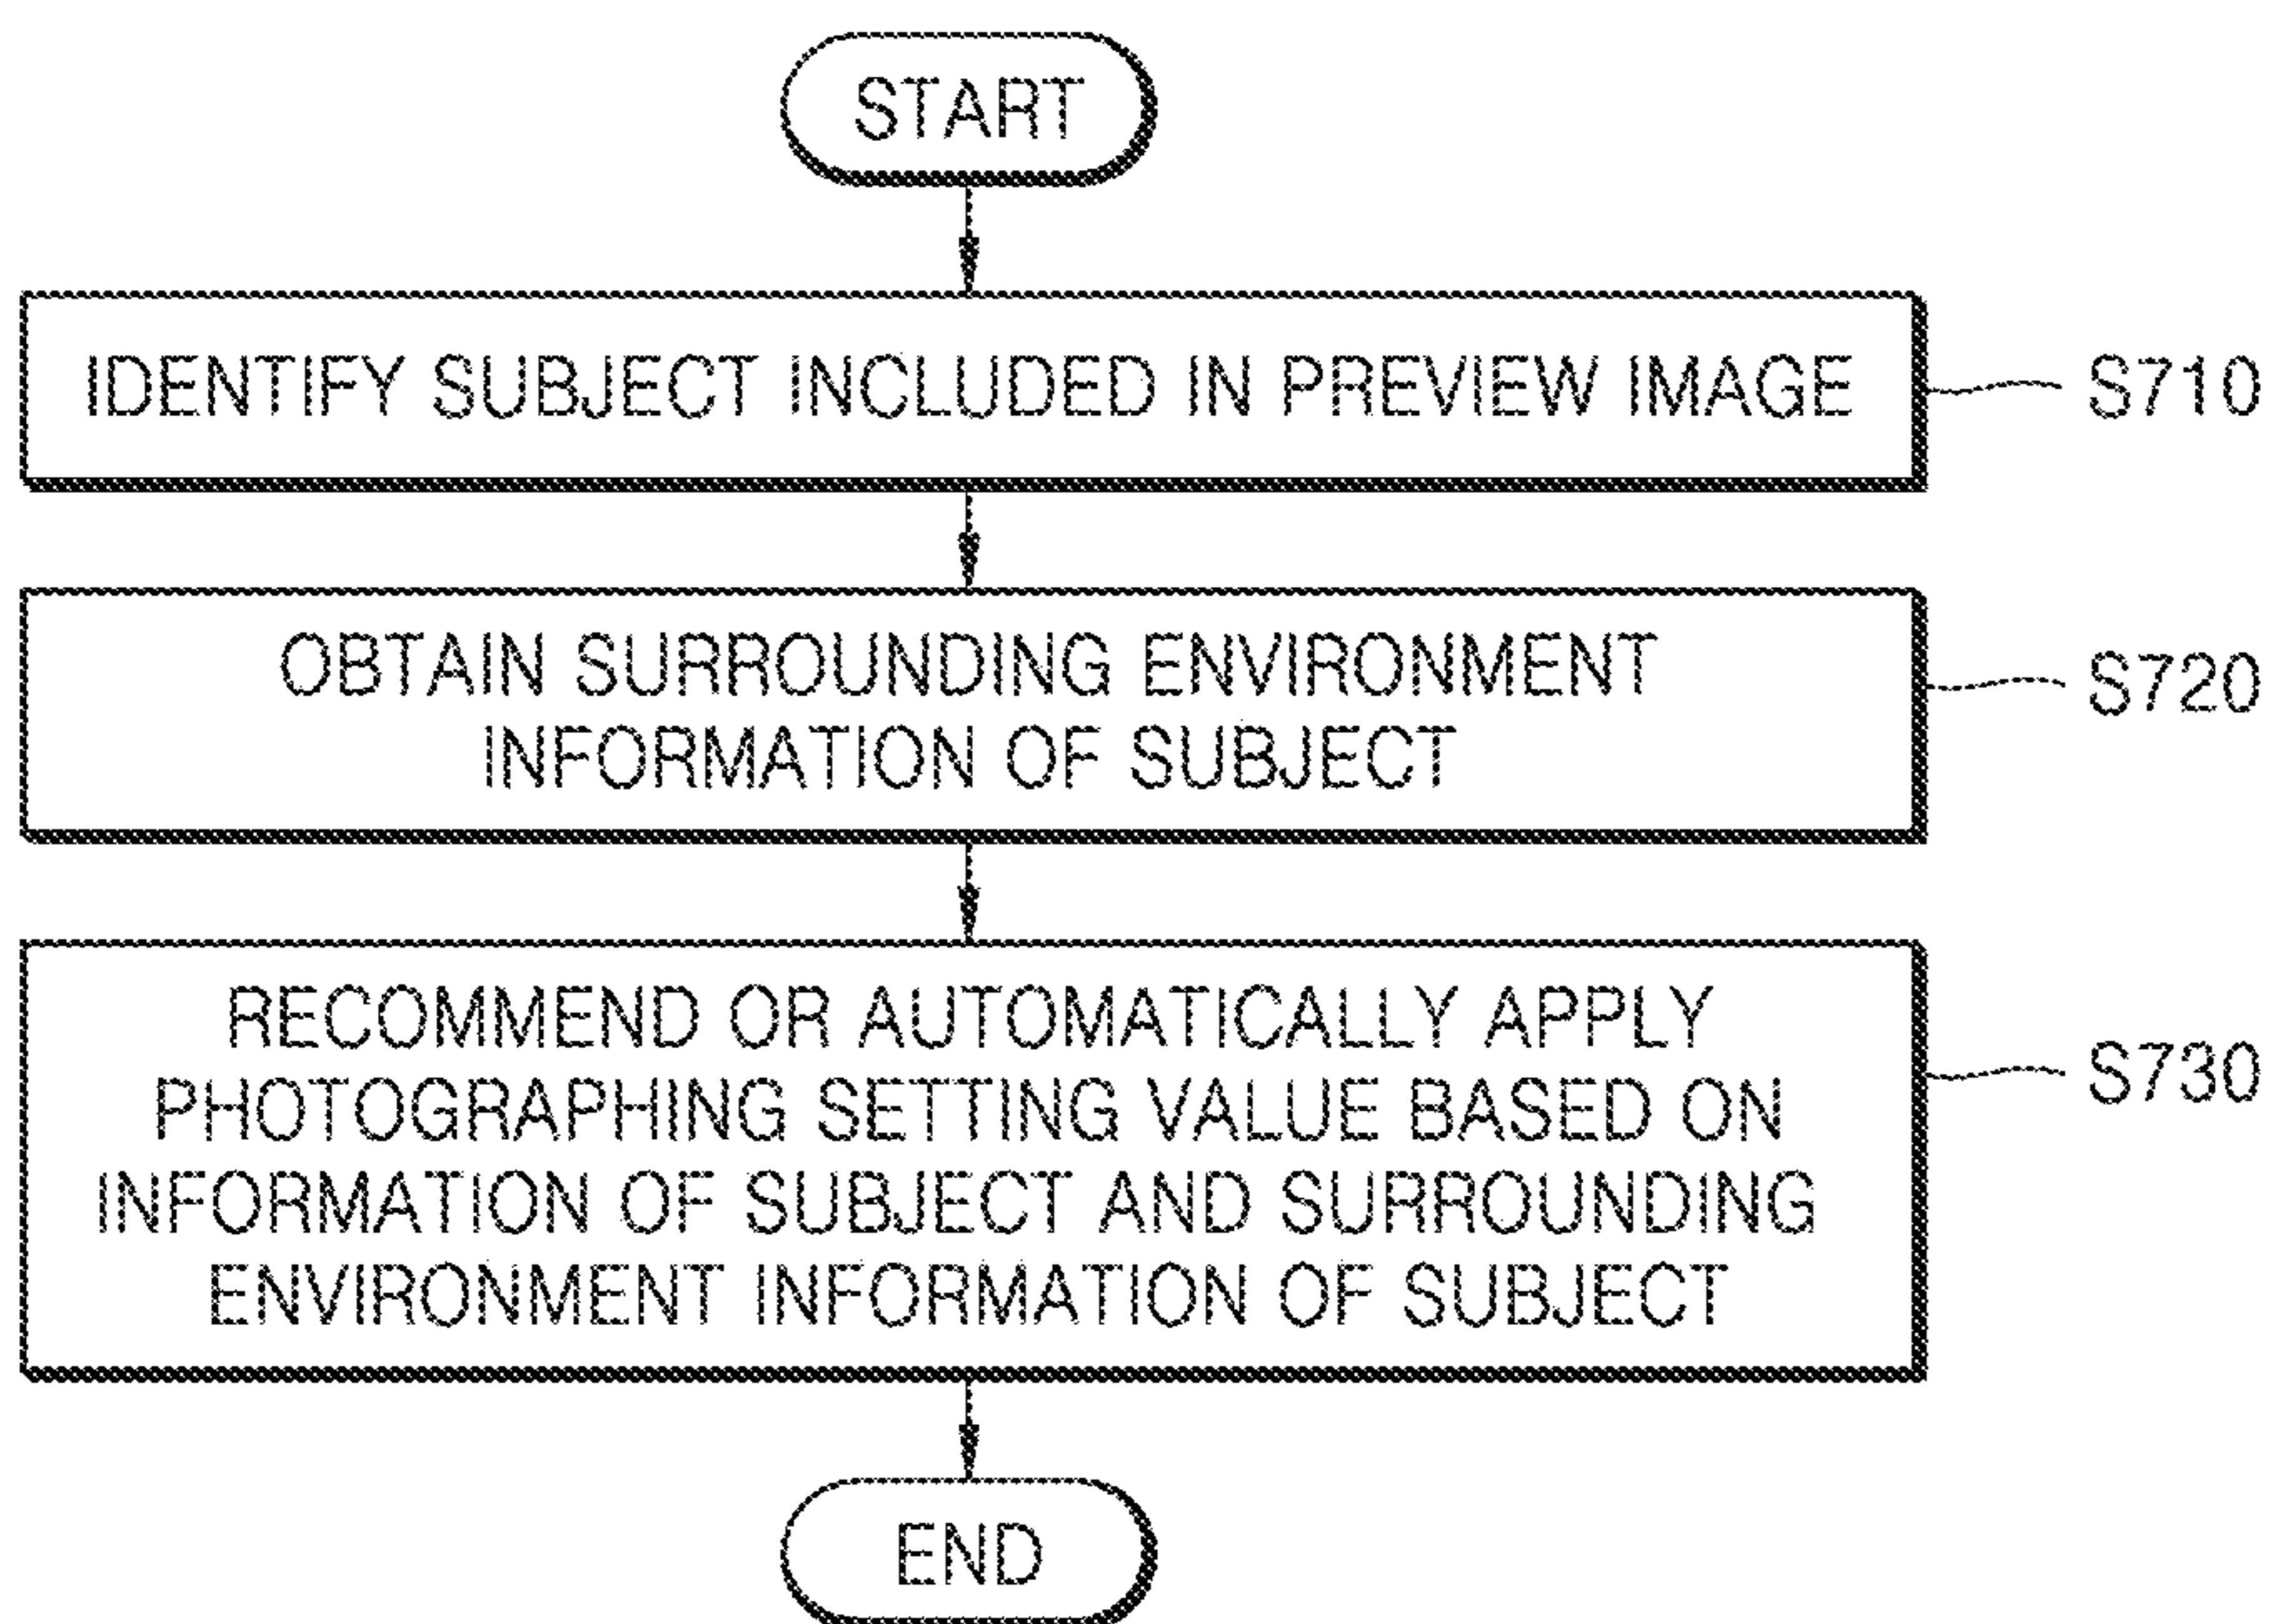 START
IDENTIFY SUBJECT INCLUDED IN PREVIEW IMAGE
S710
OBTAIN SURROUNDING ENVIRONMENT
INFORMATION OF SUBJECT
S720
RECOMMEND OR AUTOMATICALLY APPLY
PHOTOGRAPHING SETTING VALUE BASED ON
INFORMATION OF SUBJECT AND SURROUNDING
ENVIRONMENT INFORMATION OF SUBJECT
S730
END